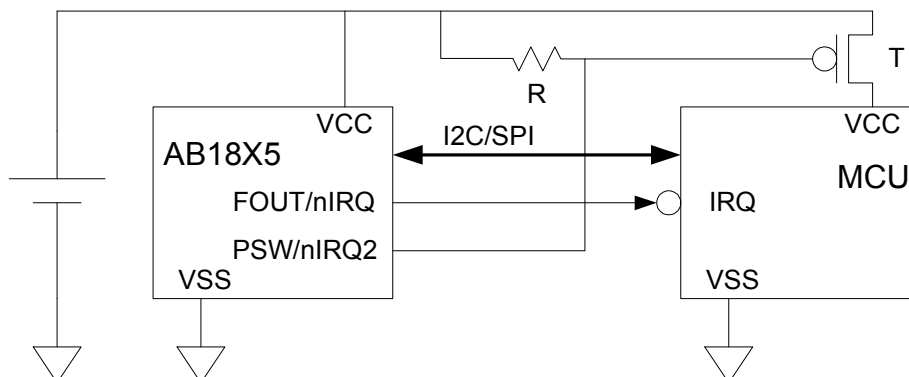 T
R
VCC
VCC
I2C/SPI
AB18X5
MCU
FOUT/nIRQ
IRQ
PSW/nIRQ2
VSS
VSS